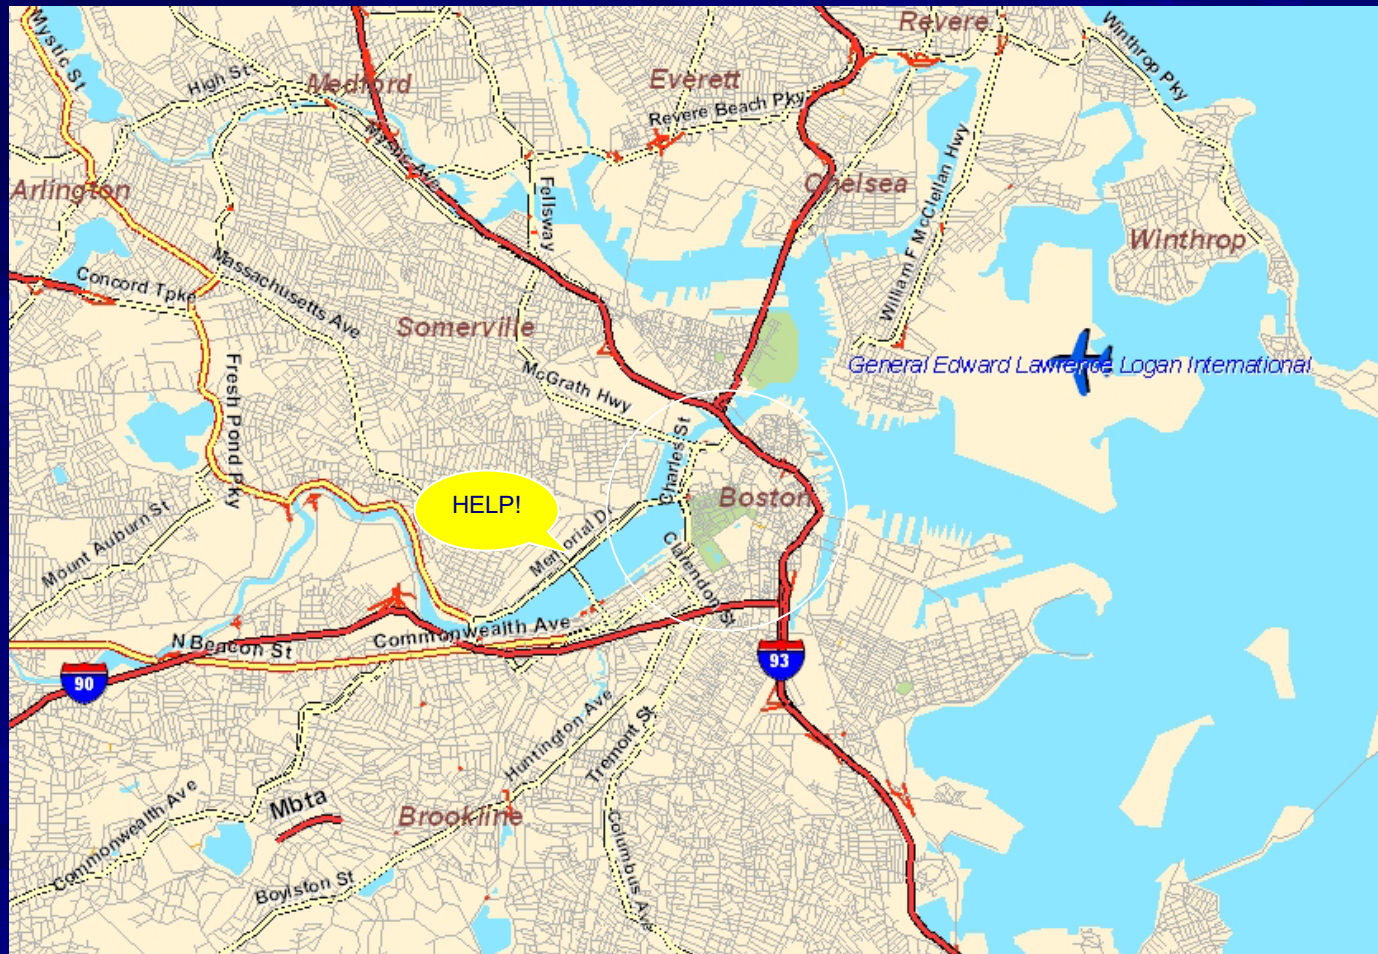 Revere
Mystic St
Winthrop Pky
High St
Medford
Everett
Revere Beach Pky
Mystic Ave
William F McClellan Hwy
Arlington
Fellsway
Chelsea
Winthrop
Massachusetts Ave
Concord Tpke
Somerville
General Edward Lawrence Logan International
Fresh Pond Pky
McGrath Hwy
Charles St
HELP!
Boston
Mount Auburn St
Memorial Dr
Clarendon St
Commonwealth Ave
N Beacon St
93
90
Huntington Ave
Tremont St
Mbta
Brookline
Commonwealth Ave
Columbus Ave
Boylston St